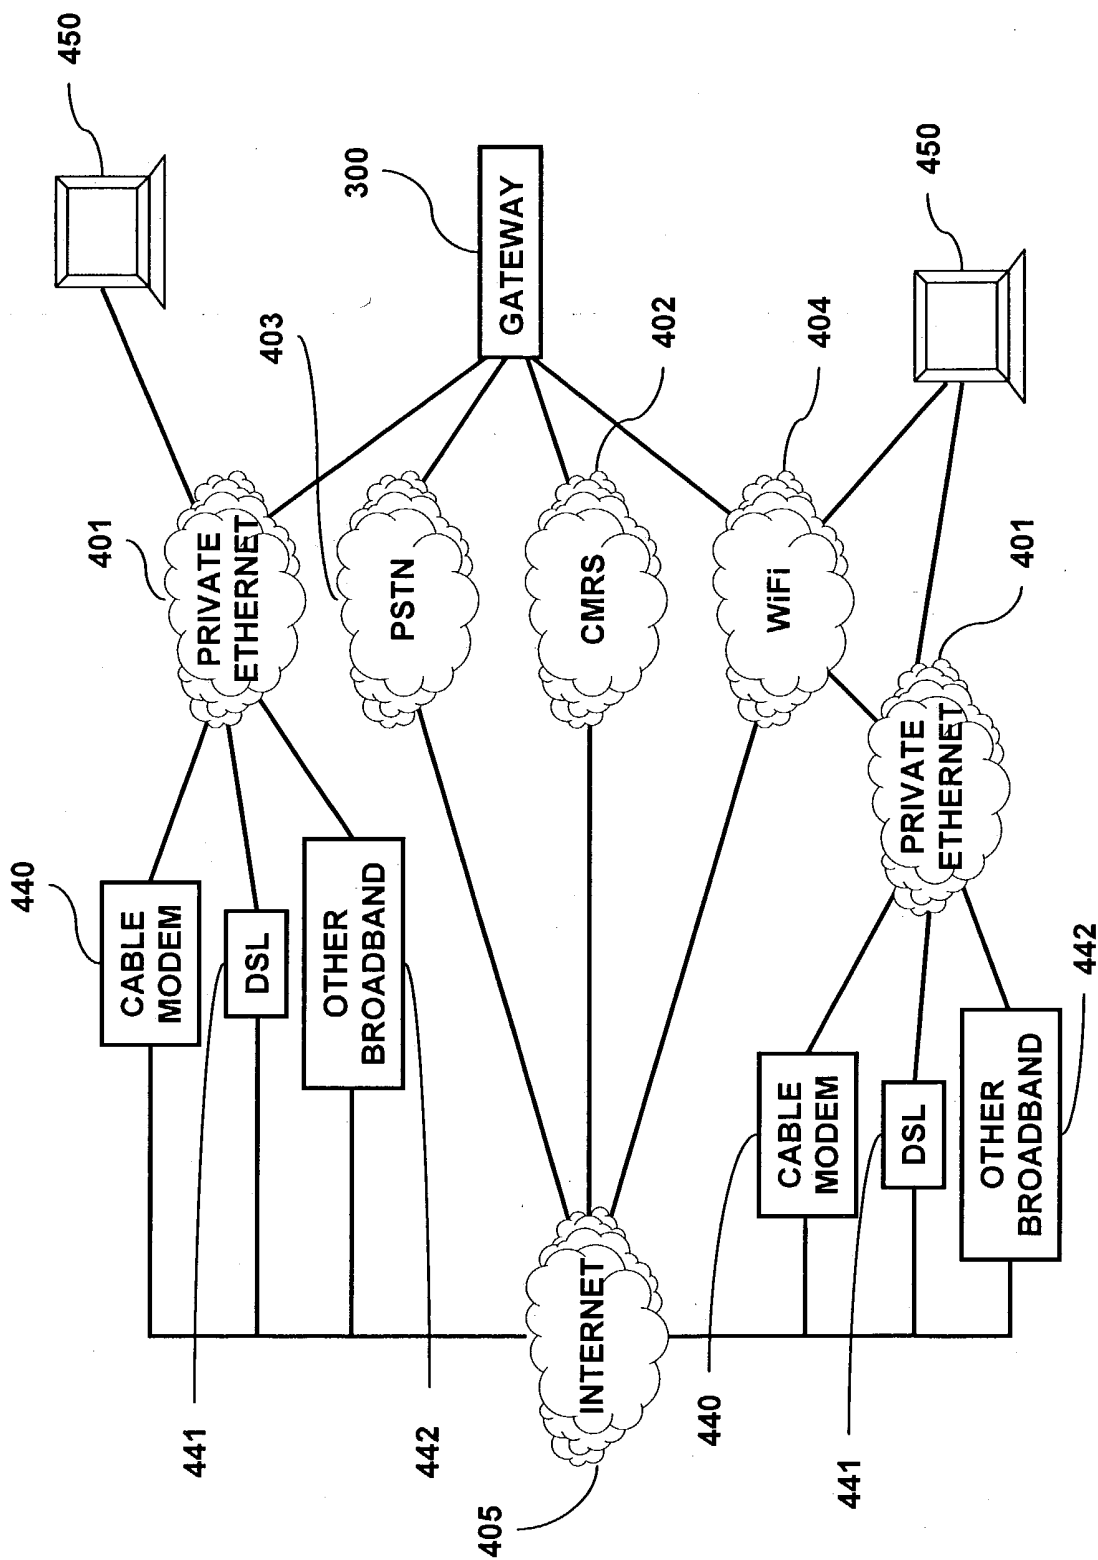 450
300
GATEWAY
403
402
404
450
401
PRIVATE
ETHERNET
PSTN
CMRS
WiFi
401
PRIVATE
ETHERNET
440
CABLE
MODEM
DSL
OTHER
BROADBAND
441
442
CABLE
MODEM
DSL
OTHER
BROADBAND
442
INTERNET
405
440
441